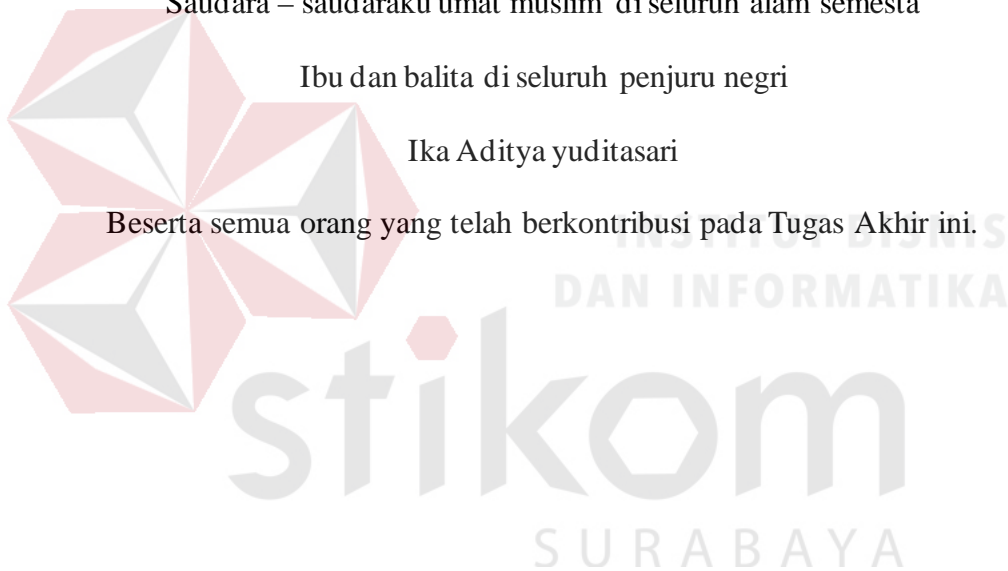 Saudara – saudaraku umat muslim di seluruh alam semesta
Ibu dan balita di seluruh penjuru negri
Ika Aditya yuditasari
Beserta semua orang yang telah berkontribusi pada Tugas Akhir ini.
INSTITUT BISNIS
DAN INFORMATIKA
stikom
SURABAYA